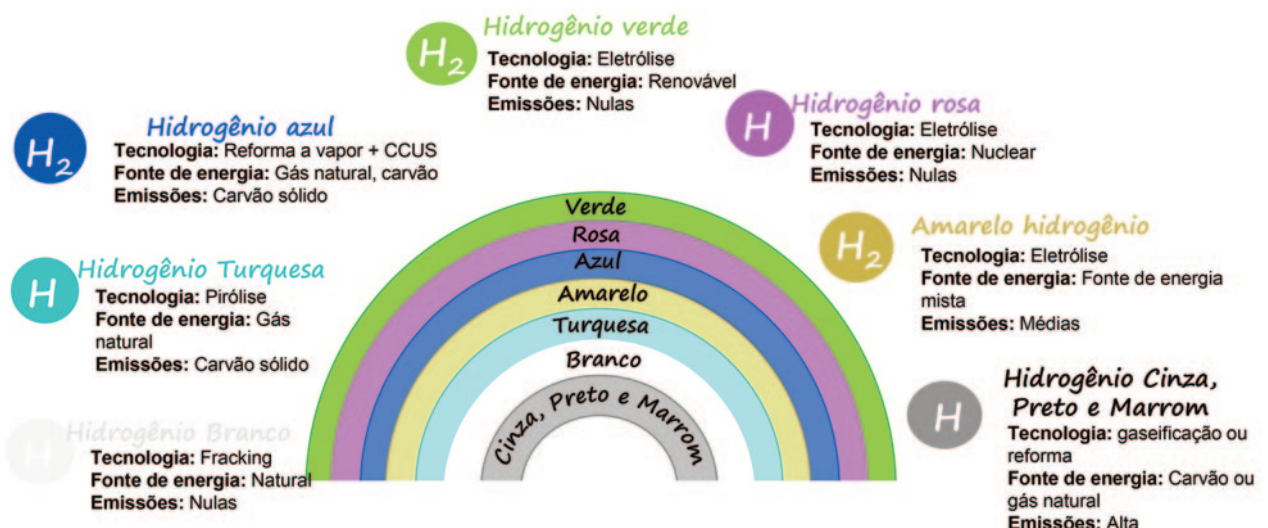 Hidrogênio verde
H2
Tecnologia: Eletrólise
Fonte de energia: Renovável
Emissões: Nulas
Hidrogênio azul
H2
Tecnologia: Reforma a vapor + CCUS
Fonte de energia: Gás natural, carvão
Emissões: Carvão sólido
Hidrogênio rosa
H
Tecnologia: Eletrólise
Fonte de energia: Nuclear
Emissões: Nulas
Hidrogênio Turquesa
H
Tecnologia: Pirólise
Fonte de energia: Gás
natural
Emissões: Carvão sólido
Amarelo hidrogênio
H2
Tecnologia: Eletrólise
Fonte de energia: Fonte de energia
mista
Emissões: Médias
Hidrogênio Branco
H
Tecnologia: Fracking
Fonte de energia: Natural
Emissões: Nulas
Verde
Rosa
Azul
Amarelo
Turquesa
Branco
Cinza, Preto e Marrom
Hidrogênio Cinza,
Preto e Marrom
H
Tecnologia: gaseificação ou
reforma
Fonte de energia: Carvão ou
gás natural
Emissões: Alta